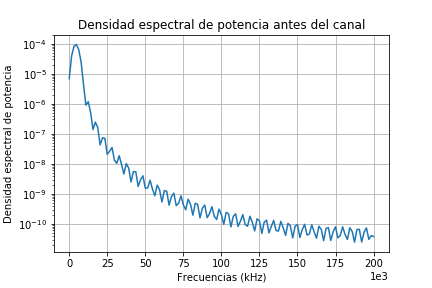 Densidad espectral de potencia antes del canal
Densidad espectral de potencia
10⁻⁴
10⁻⁵
10⁻⁶
10⁻⁷
10⁻⁸
10⁻⁹
10⁻¹⁰
0 25 50 75 100 125 150 175 200
1e3
Frecuencias (kHz)